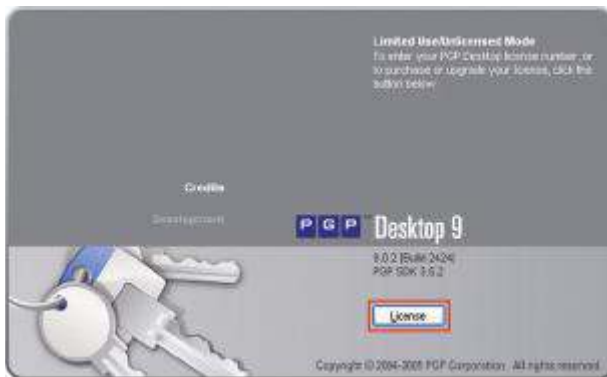 Limited Use/Unlicensed Mode
To enter your PGP Desktop license number, or
to purchase or upgrade your license, click the
button below.
Credits
PGP Desktop 9
9.0.2 [Build 2424]
PGP SDK 3.5.2
License
Copyright © 2004-2005 PGP Corporation. All rights reserved.